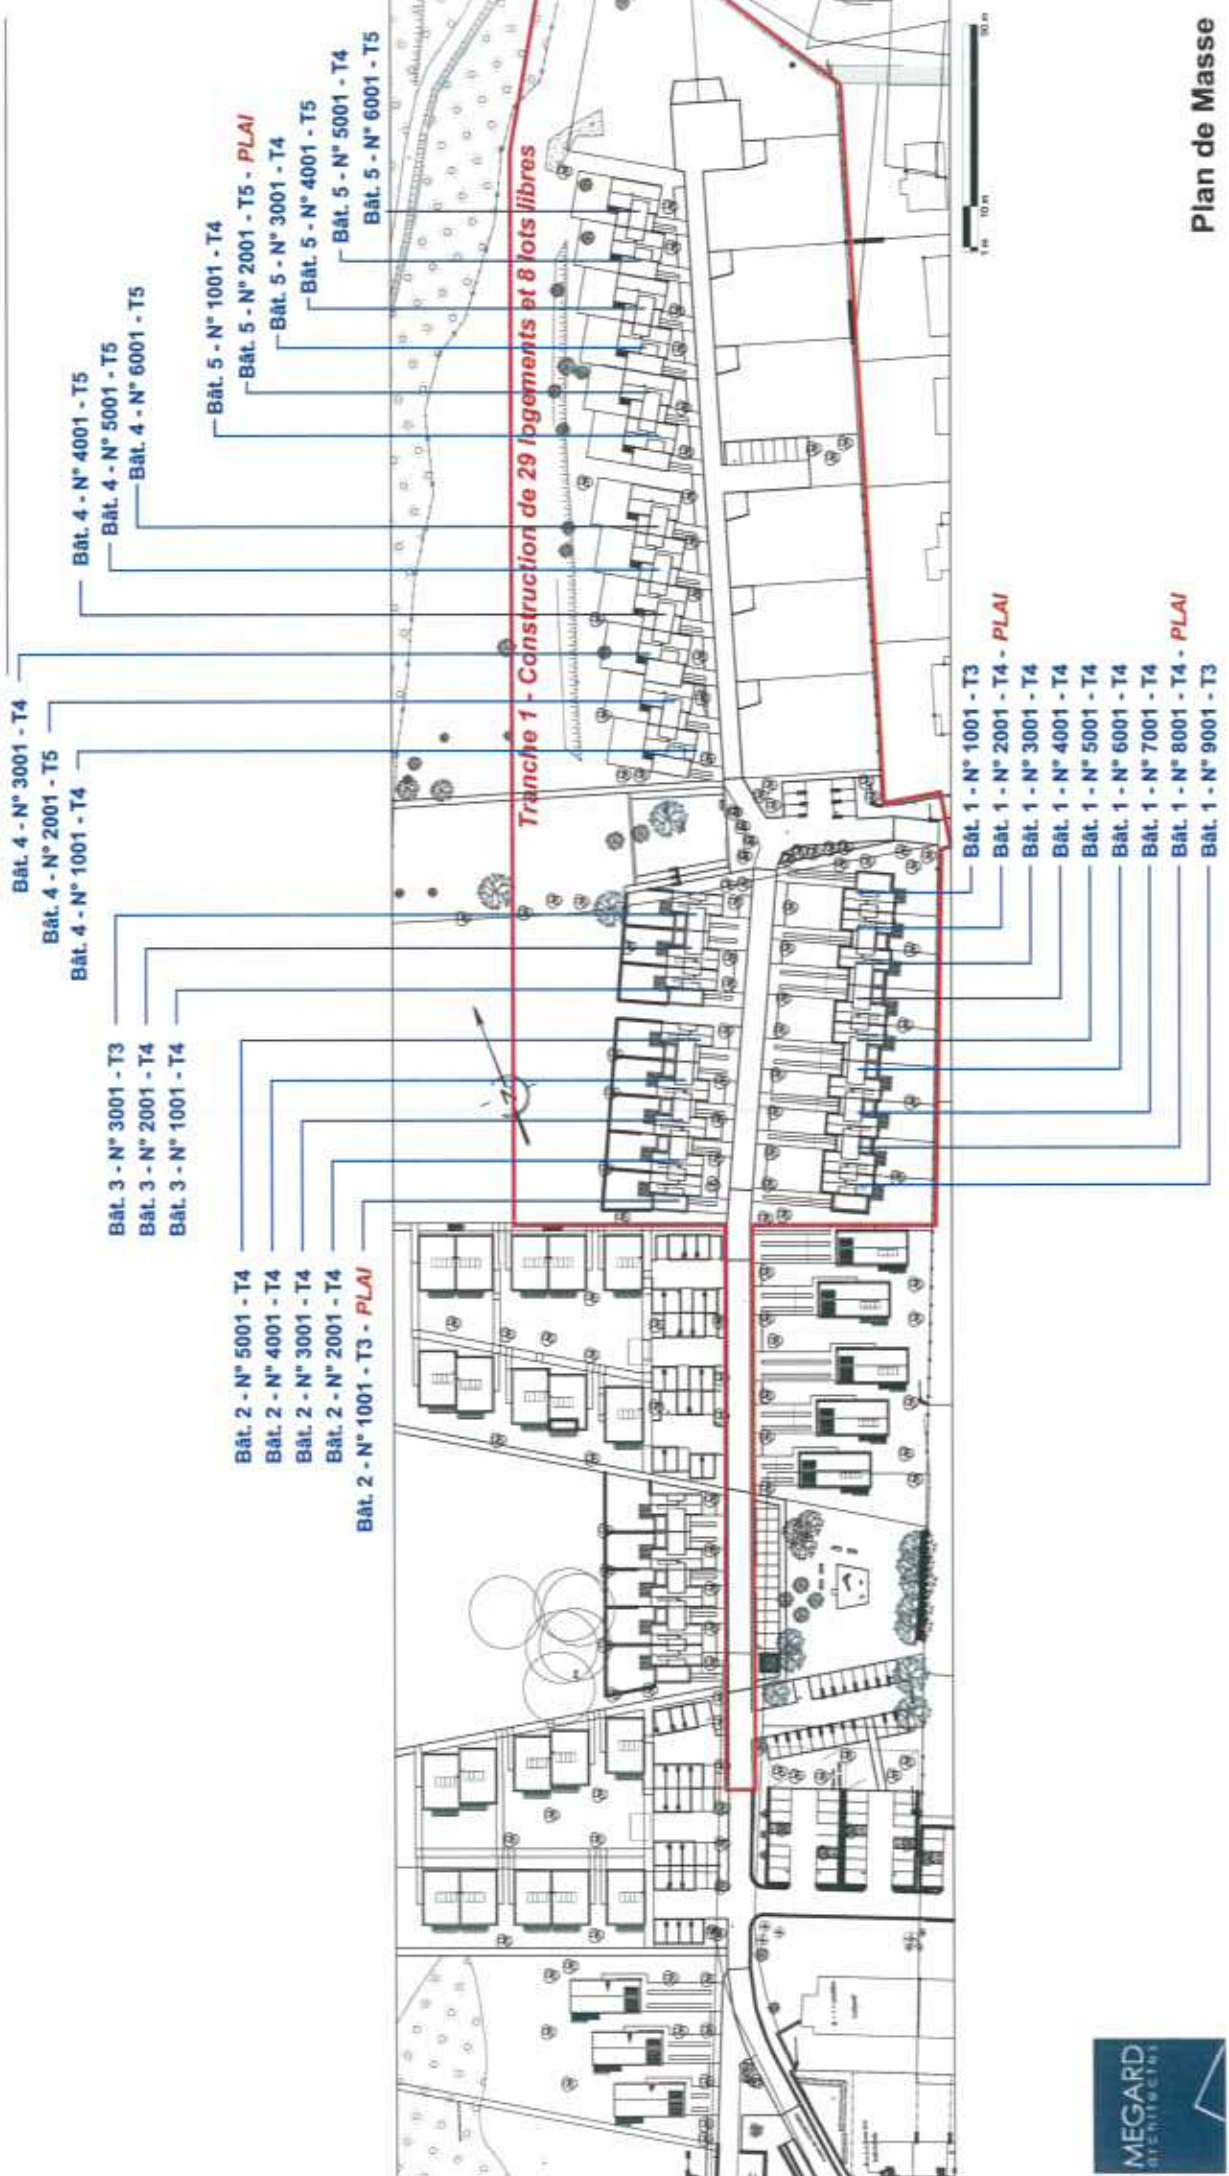 Bât. 4 - N° 3001 - T4
Bât. 4 - N° 2001 - T5
Bât. 4 - N° 1001 - T4
Bât. 4 - N° 4001 - T5
Bât. 4 - N° 5001 - T5
Bât. 4 - N° 6001 - T5
Bât. 3 - N° 3001 - T3
Bât. 3 - N° 2001 - T4
Bât. 3 - N° 1001 - T4
Bât. 5 - N° 1001 - T4
Bât. 5 - N° 2001 - T5 - PLAI
Bât. 5 - N° 3001 - T4
Bât. 5 - N° 4001 - T5
Bât. 5 - N° 5001 - T4
Bât. 5 - N° 6001 - T5
Bât. 2 - N° 5001 - T4
Bât. 2 - N° 4001 - T4
Bât. 2 - N° 3001 - T4
Bât. 2 - N° 2001 - T4
Bât. 2 - N° 1001 - T3 - PLAI
Tranche 1 - Construction de 29 logements et 8 lots libres
Bât. 1 - N° 1001 - T3
Bât. 1 - N° 2001 - T4 - PLAI
Bât. 1 - N° 3001 - T4
Bât. 1 - N° 4001 - T4
Bât. 1 - N° 5001 - T4
Bât. 1 - N° 6001 - T4
Bât. 1 - N° 7001 - T4
Bât. 1 - N° 8001 - T4 - PLAI
Bât. 1 - N° 9001 - T3
1 m 10 m 50 m
MEGARD
architectes
Plan de Masse